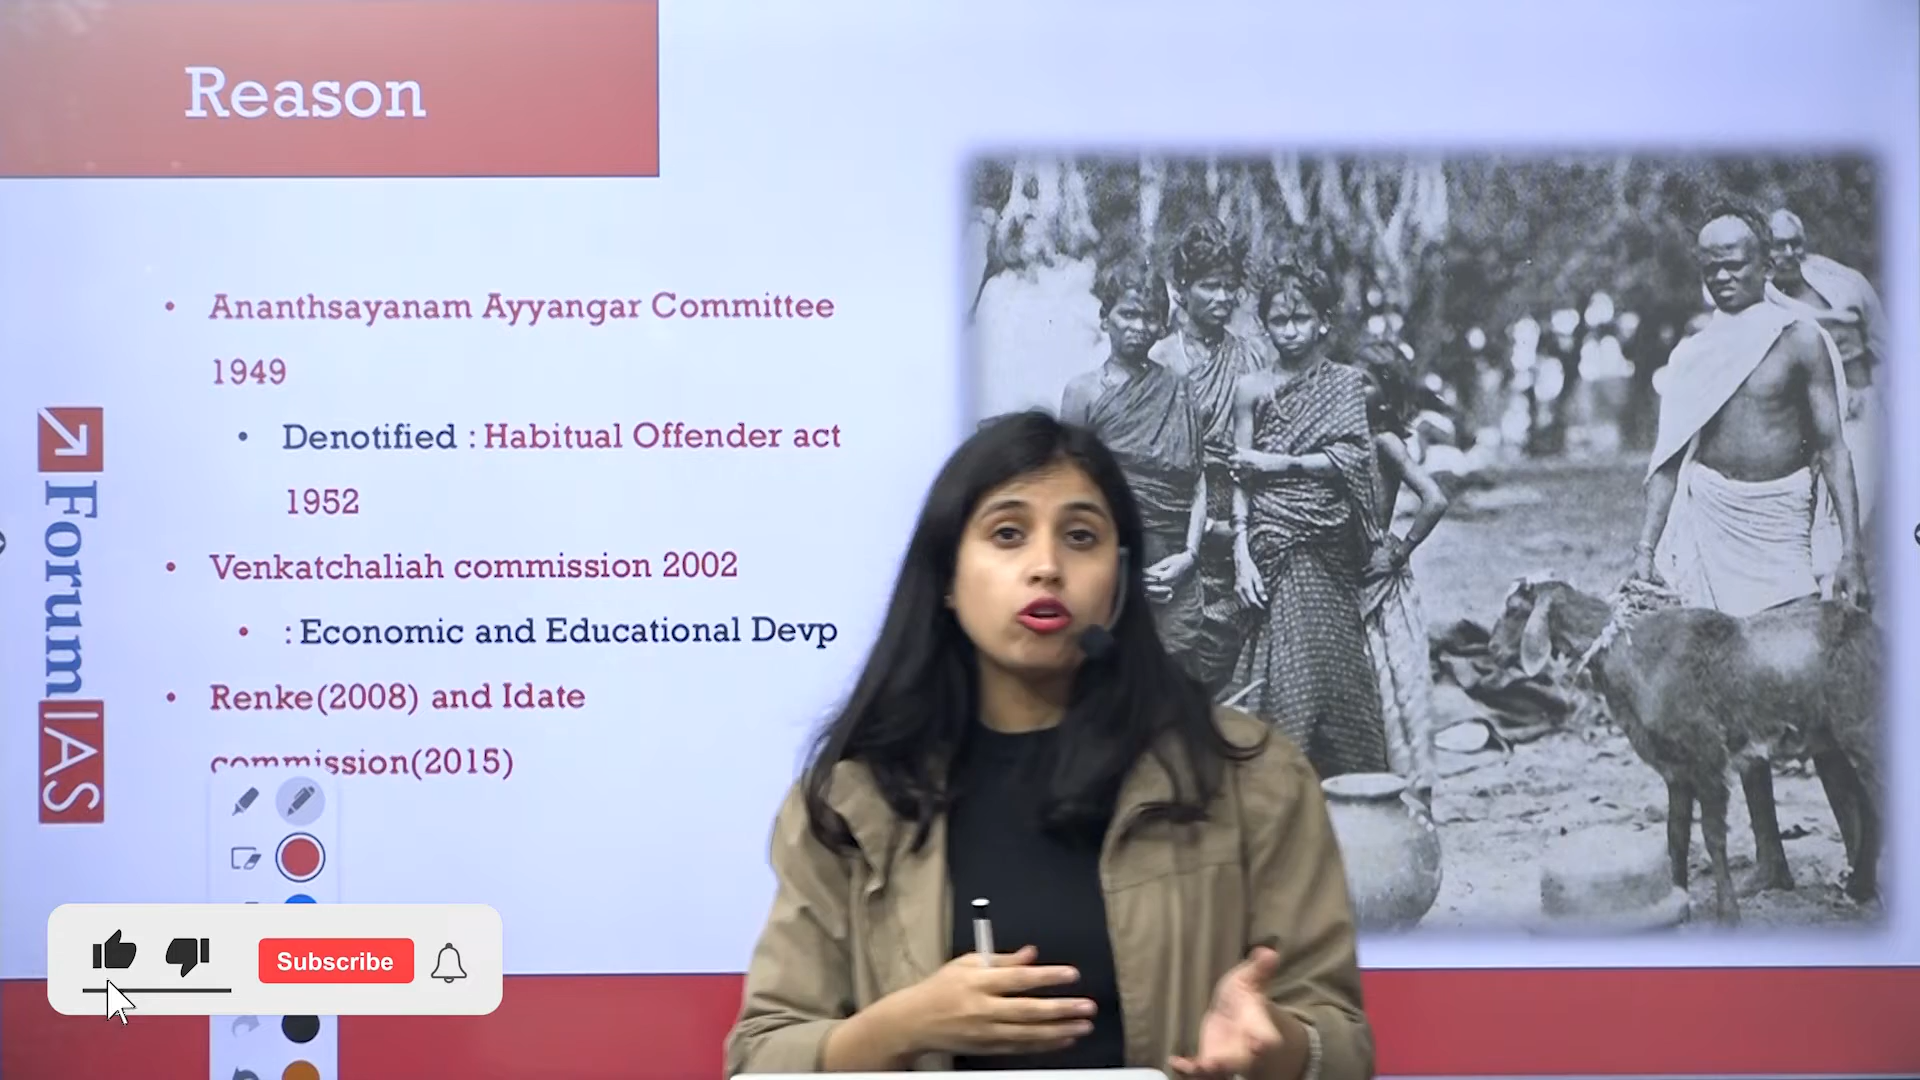 Reason
• Ananthsayanam Ayyangar Committee
1949
• Denotified : Habitual Offender act
1952
• Venkatchaliah commission 2002
• : Economic and Educational Devp
• Renke(2008) and Idate
commission(2015)
ForumIAS
Subscribe